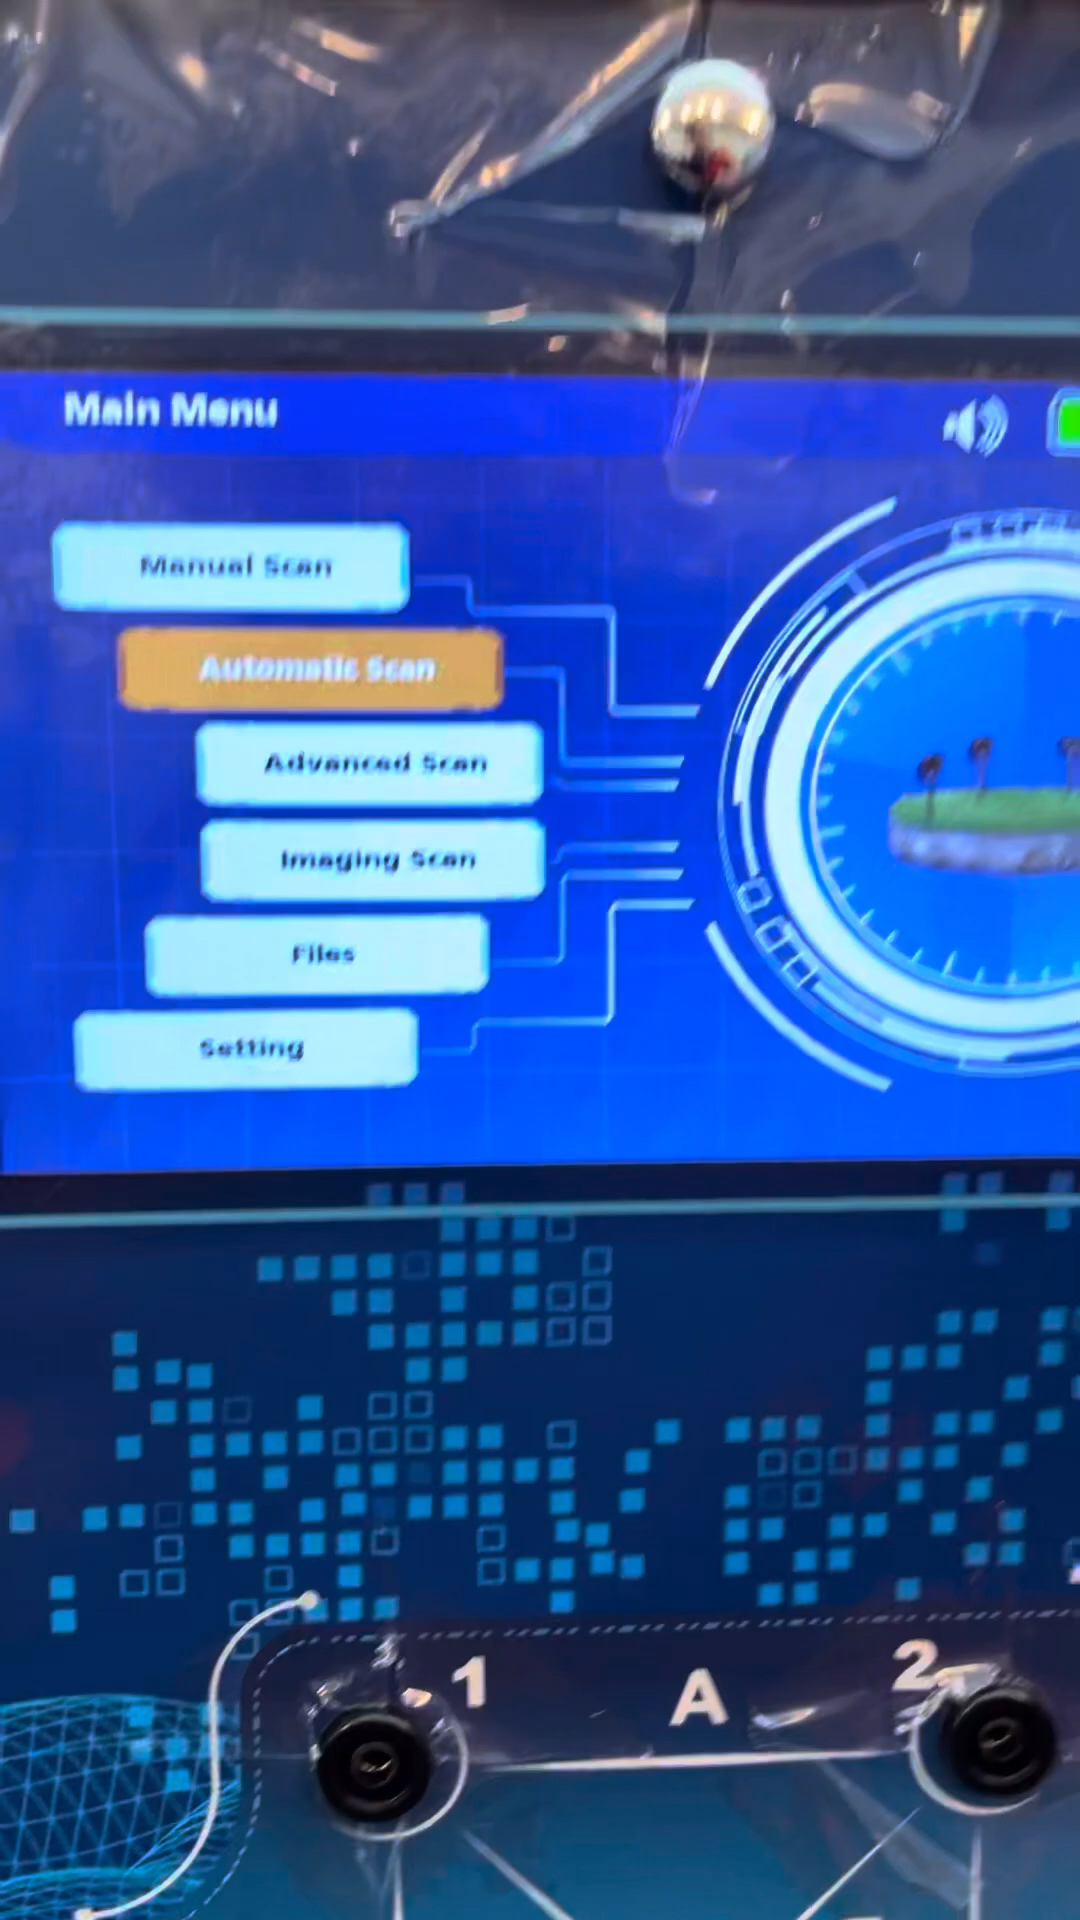 Main Menu
Manual Scan
Automatic Scan
Advanced Scan
Imaging Scan
Files
Setting
1
A
2